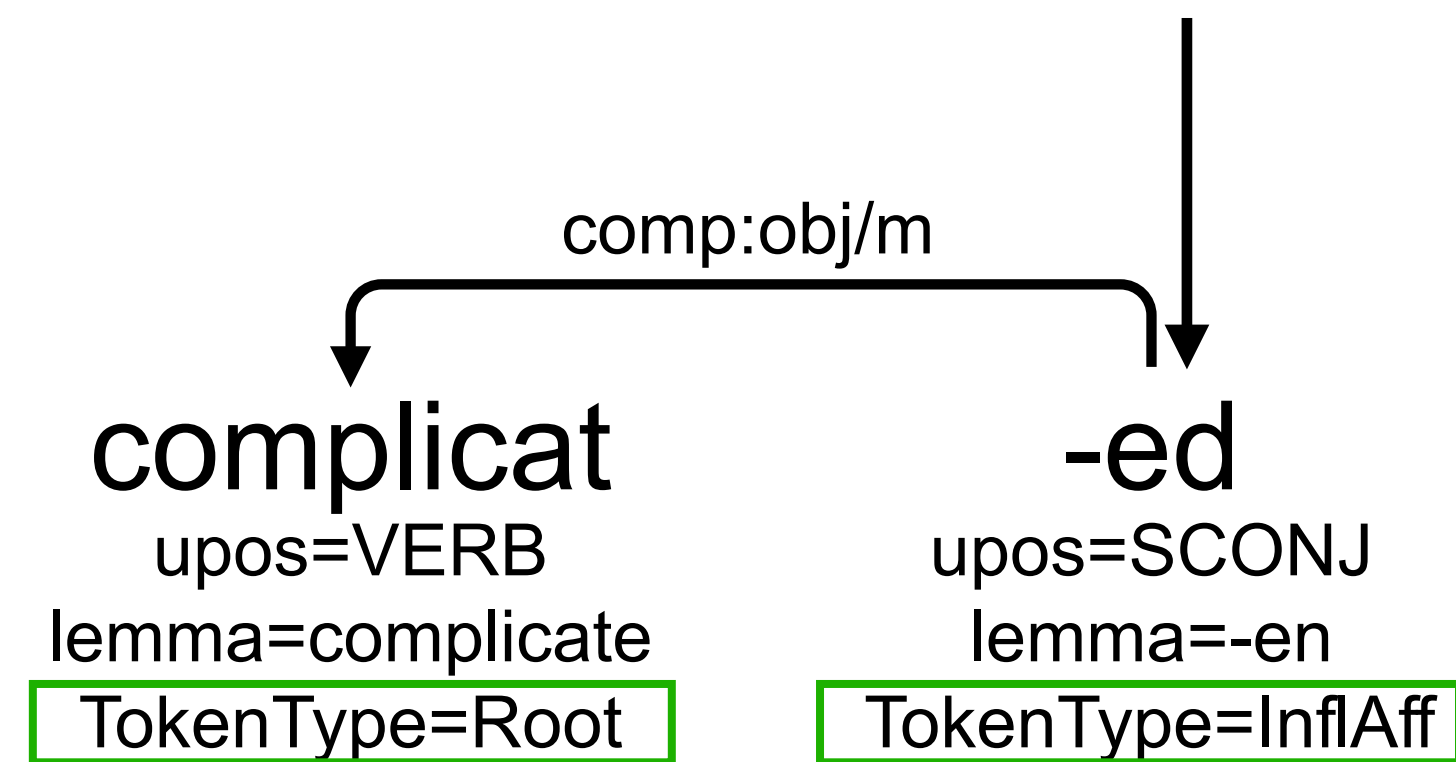 comp:obj/m
complicat -ed
upos=VERB upos=SCONJ
lemma=complicate lemma=-en
TokenType=Root TokenType=InflAff